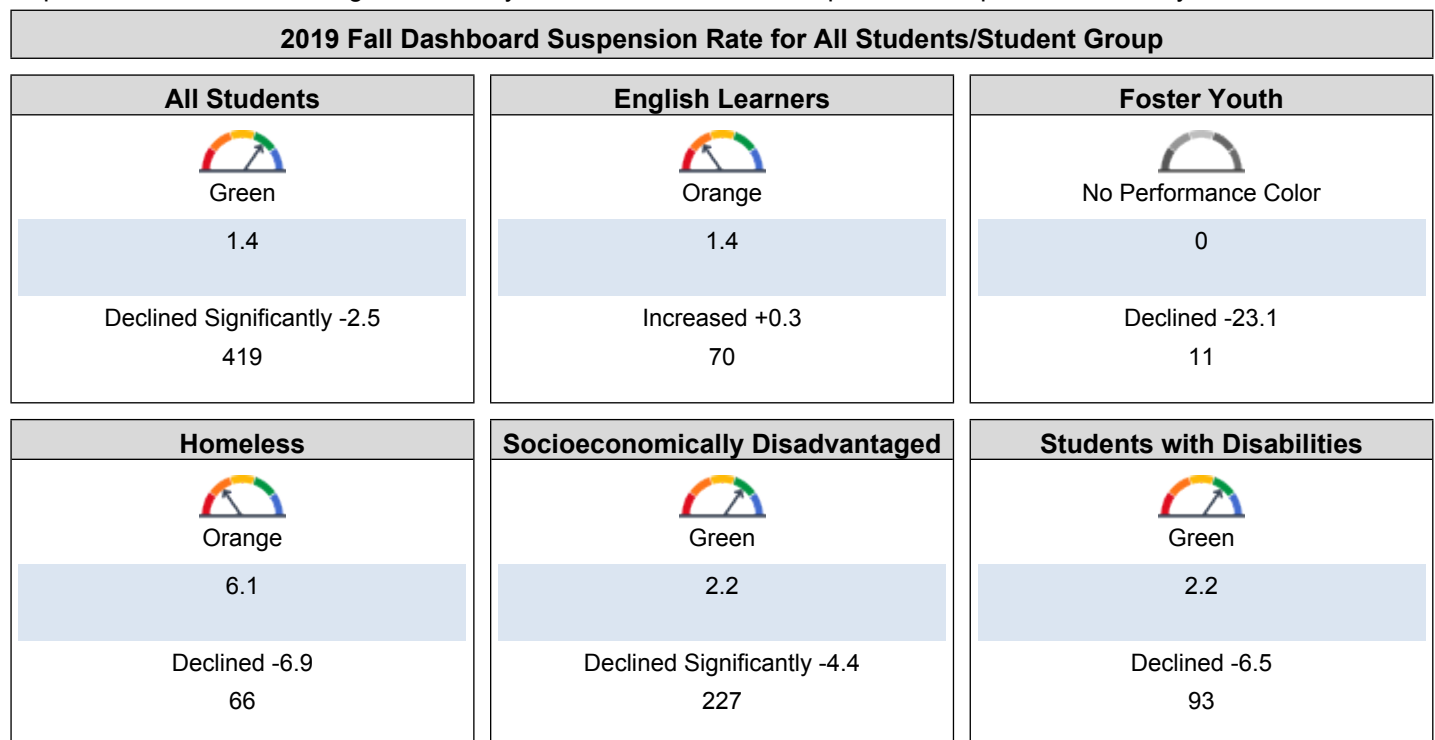 2019 Fall Dashboard Suspension Rate for All Students/Student Group
All Students
Green
1.4
Declined Significantly -2.5
419
English Learners
Orange
1.4
Increased +0.3
70
Foster Youth
No Performance Color
0
Declined -23.1
11
Homeless
Orange
6.1
Declined -6.9
66
Socioeconomically Disadvantaged
Green
2.2
Declined Significantly -4.4
227
Students with Disabilities
Green
2.2
Declined -6.5
93